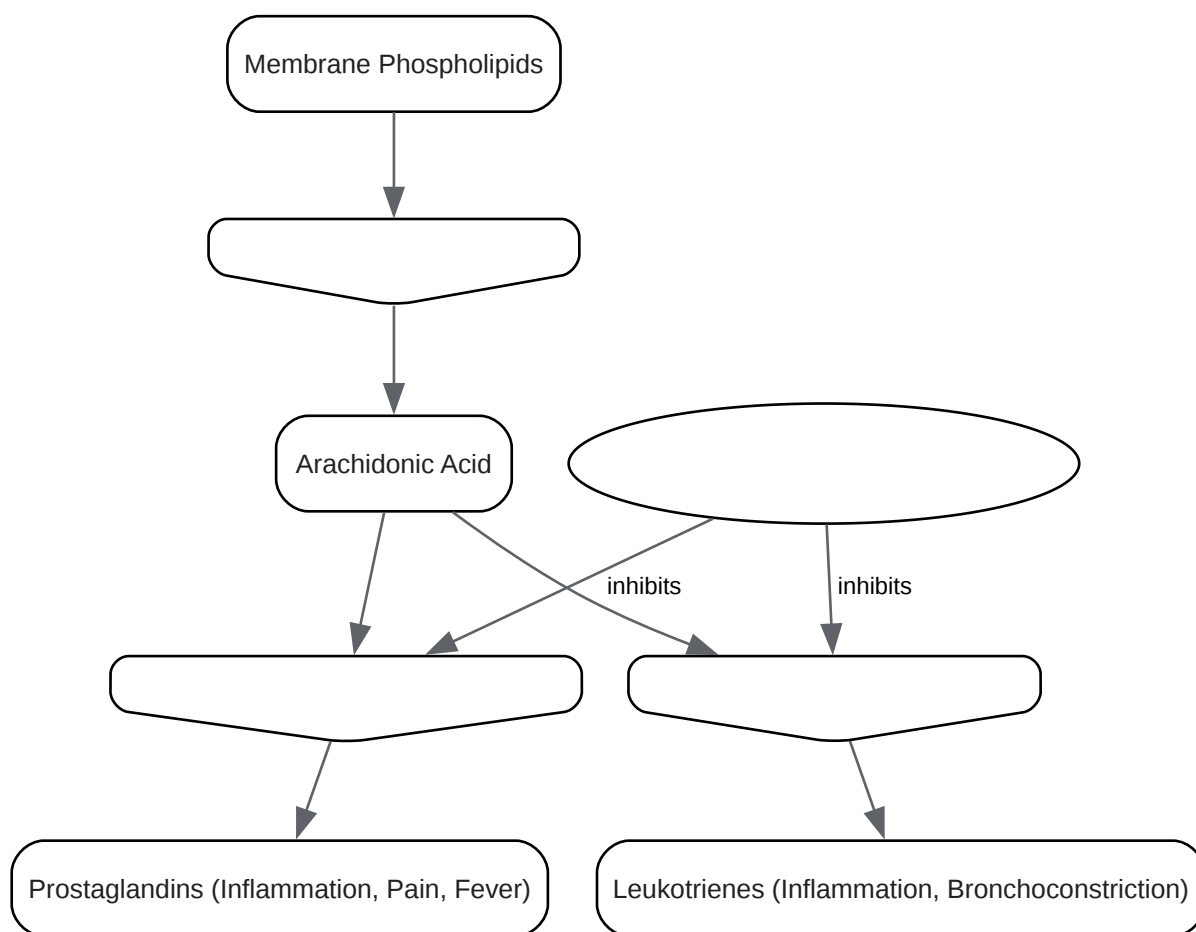 Membrane Phospholipids
Arachidonic Acid
inhibits
inhibits
Prostaglandins (Inflammation, Pain, Fever)
Leukotrienes (Inflammation, Bronchoconstriction)